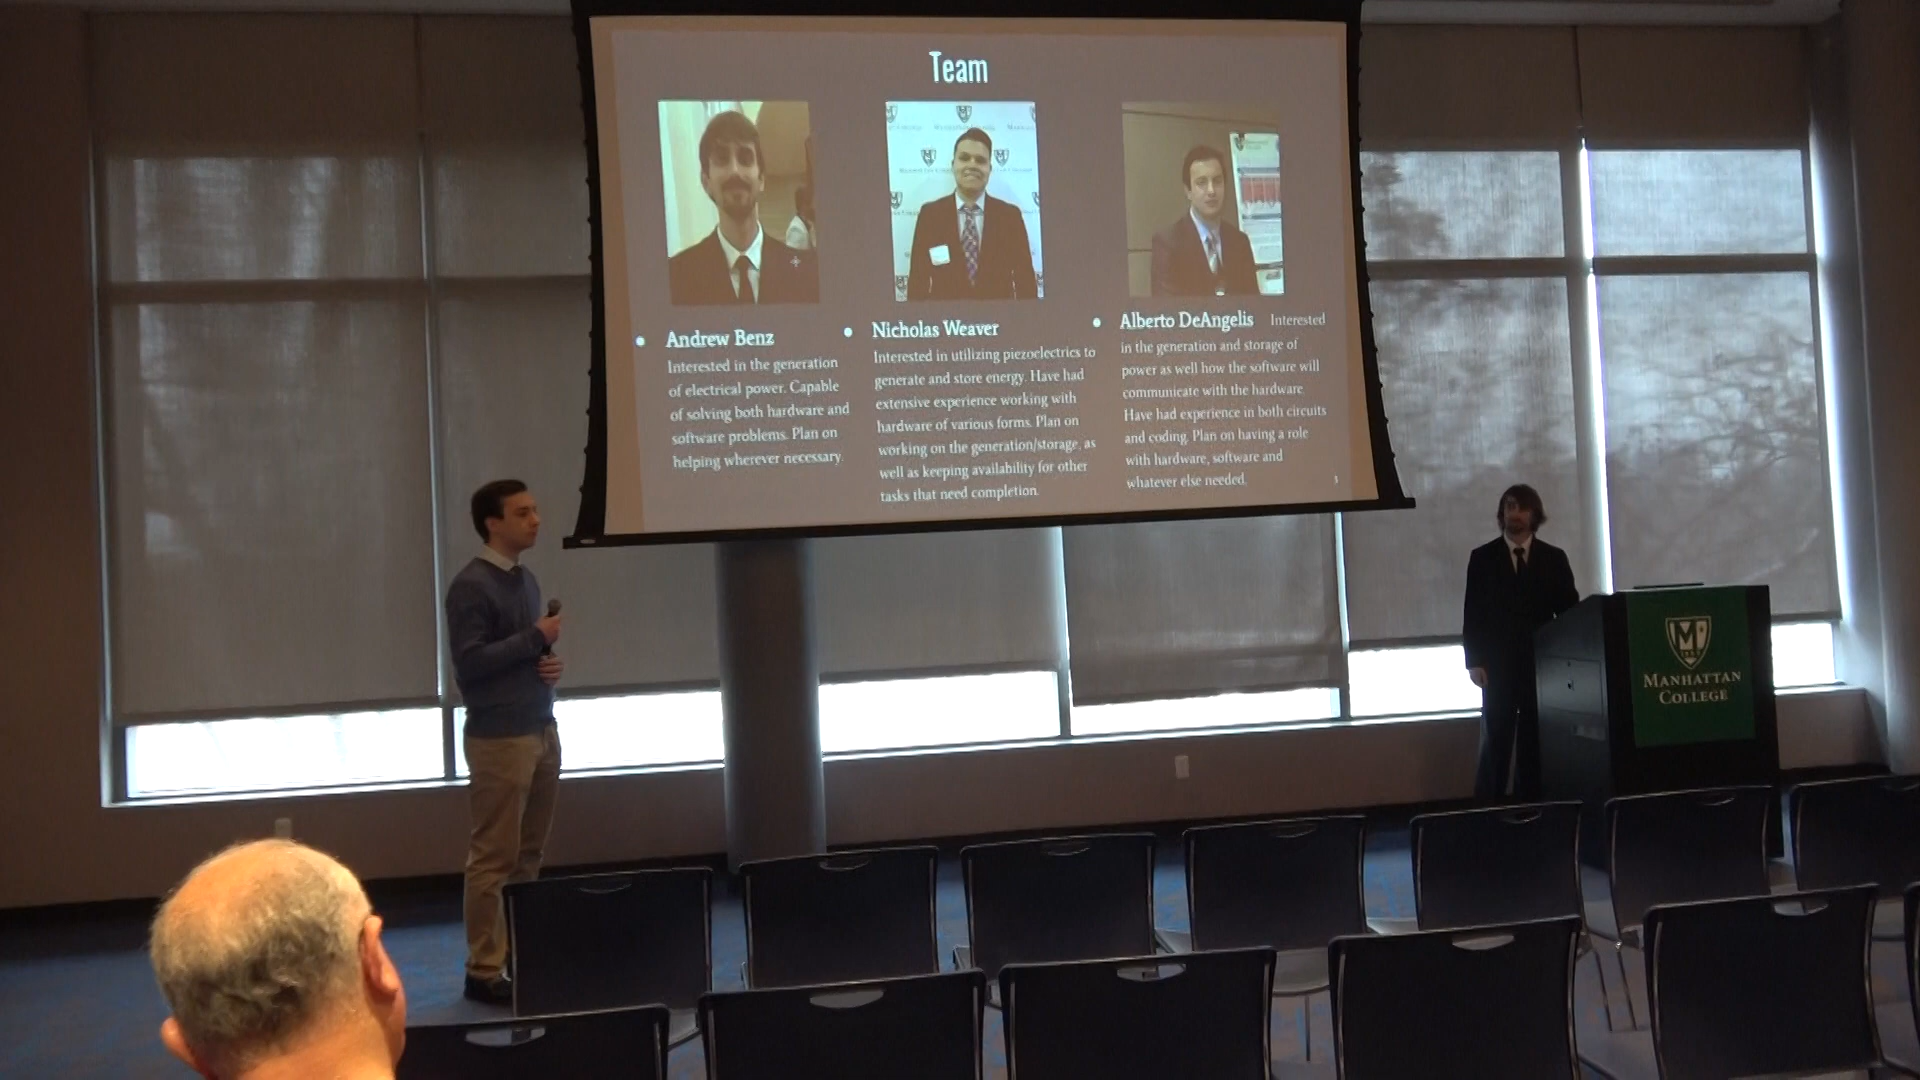 Team
Andrew Benz
Interested in the generation
of electrical power. Capable
of solving both hardware and
software problems. Plan on
helping wherever necessary.
Nicholas Weaver
Interested in utilizing piezoelectrics to
generate and store energy. Have had
extensive experience working with
hardware of various forms. Plan on
working on the generation/storage, as
well as keeping availability for other
tasks that need completion.
Alberto DeAngelis Interested
in the generation and storage of
power as well how the software will
communicate with the hardware.
Have had experience in both circuits
and coding. Plan on having a role
with hardware, software and
whatever else needed.
3
M
MANHATTAN
COLLEGE